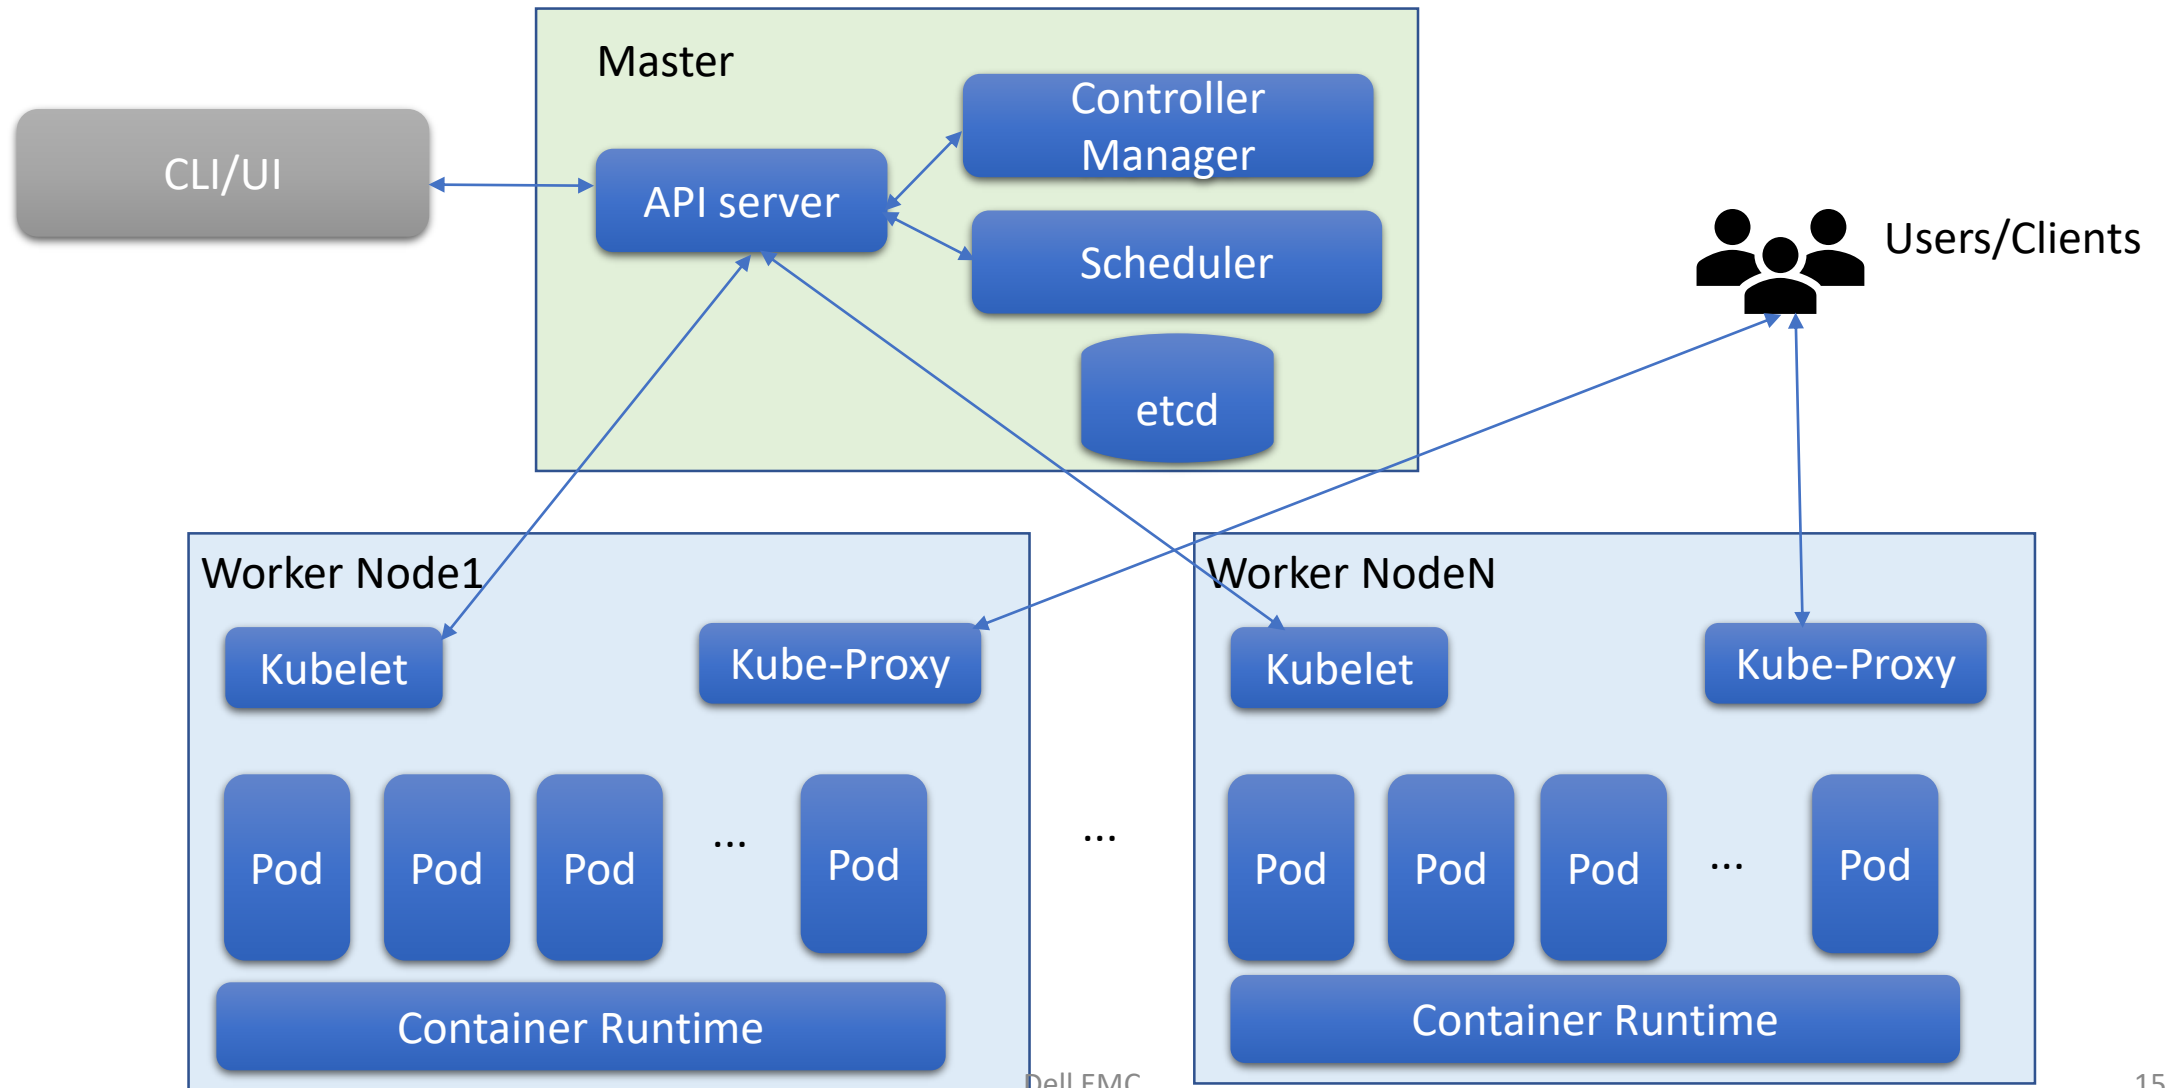 Master
Controller
Manager
CLI/UI
API server
Scheduler
Users/Clients
etcd
Worker Node1
Kubelet
Kube-Proxy
Pod
Pod
Pod
...
Pod
Container Runtime
...
Worker NodeN
Kubelet
Kube-Proxy
Pod
Pod
Pod
...
Pod
Container Runtime
Dell EMC
15